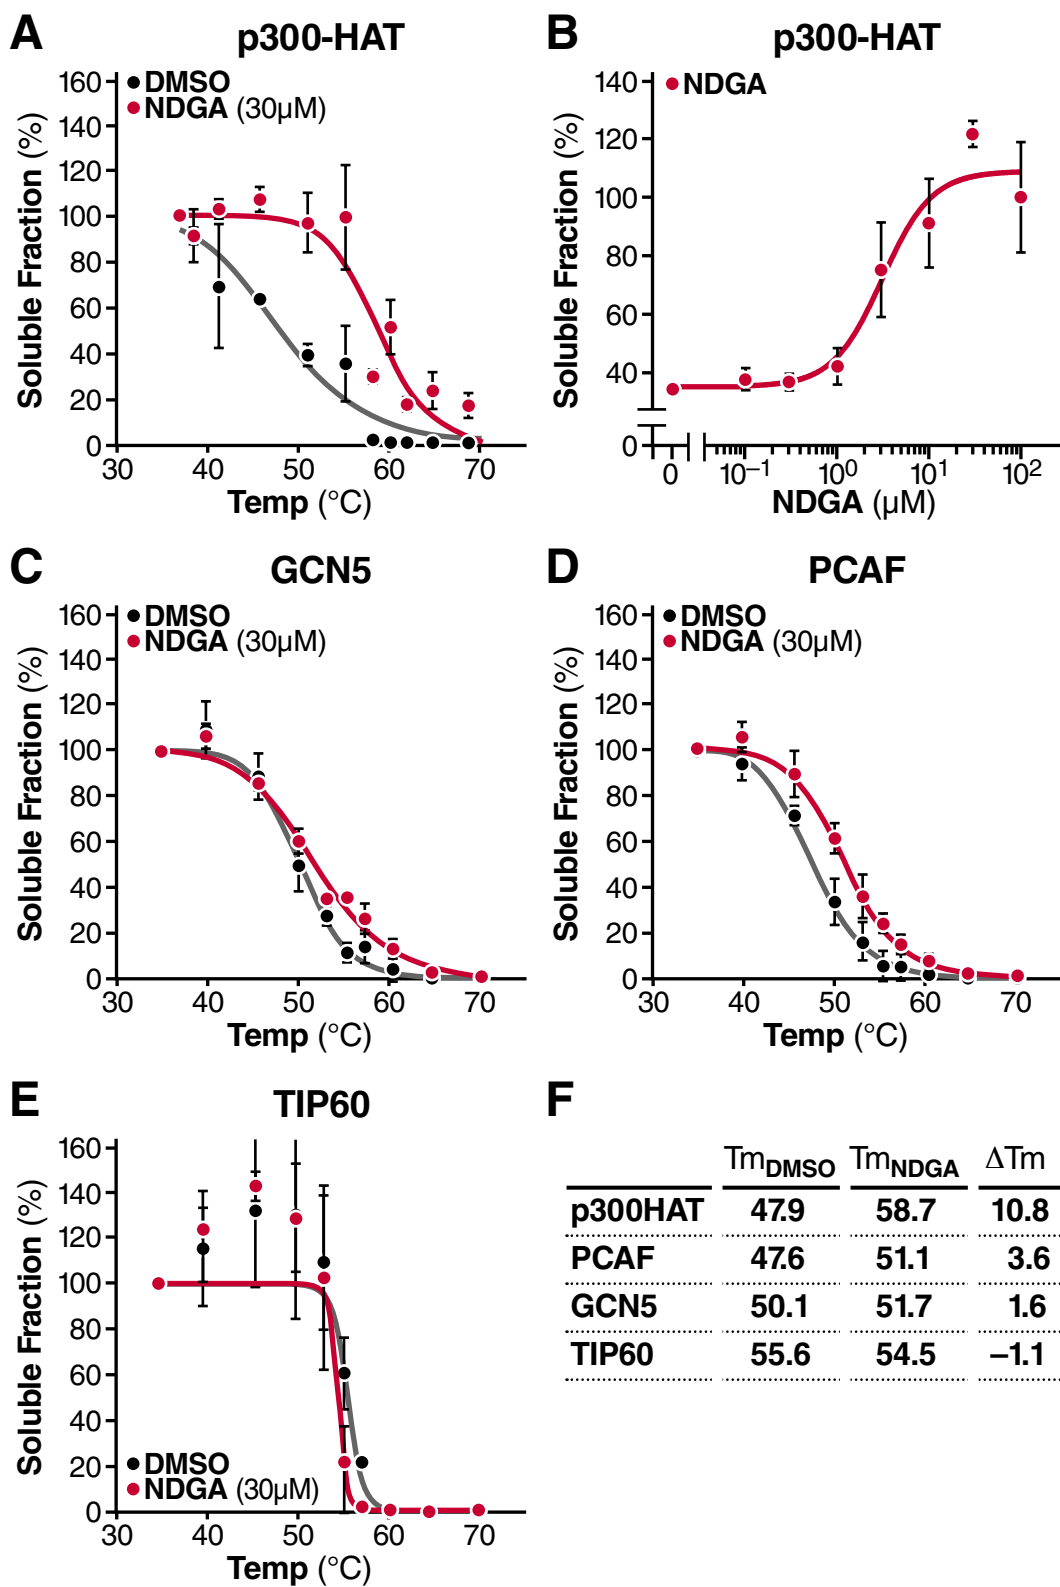 A
p300-HAT
160
140
120
100
80
60
40
20
0
Soluble Fraction (%)
DMSO
NDGA (30µM)
30 40 50 60 70
Temp (°C)
B
p300-HAT
140
120
100
80
60
40
0
Soluble Fraction (%)
NDGA
0 10⁻¹ 10⁰ 10¹ 10²
NDGA (µM)
C
GCN5
160
140
120
100
80
60
40
20
0
Soluble Fraction (%)
DMSO
NDGA (30µM)
30 40 50 60 70
Temp (°C)
D
PCAF
160
140
120
100
80
60
40
20
0
Soluble Fraction (%)
DMSO
NDGA (30µM)
30 40 50 60 70
Temp (°C)
E
TIP60
160
140
120
100
80
60
40
20
0
Soluble Fraction (%)
DMSO
NDGA (30µM)
30 40 50 60 70
Temp (°C)
F
TmDMSO TmNDGA ΔTm
p300HAT 47.9 58.7 10.8
PCAF 47.6 51.1 3.6
GCN5 50.1 51.7 1.6
TIP60 55.6 54.5 –1.1